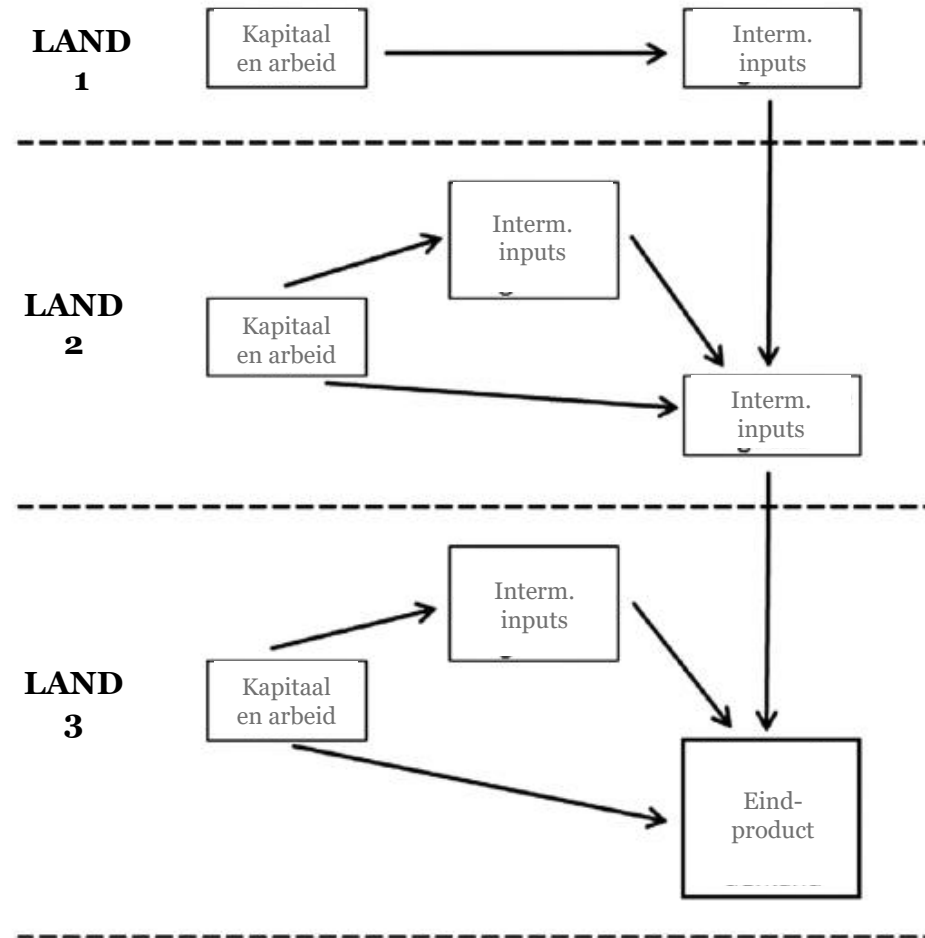 LAND
1
Kapitaal
en arbeid
Interm.
inputs
LAND
2
Interm.
inputs
Kapitaal
en arbeid
Interm.
inputs
LAND
3
Interm.
inputs
Kapitaal
en arbeid
Eind-
product